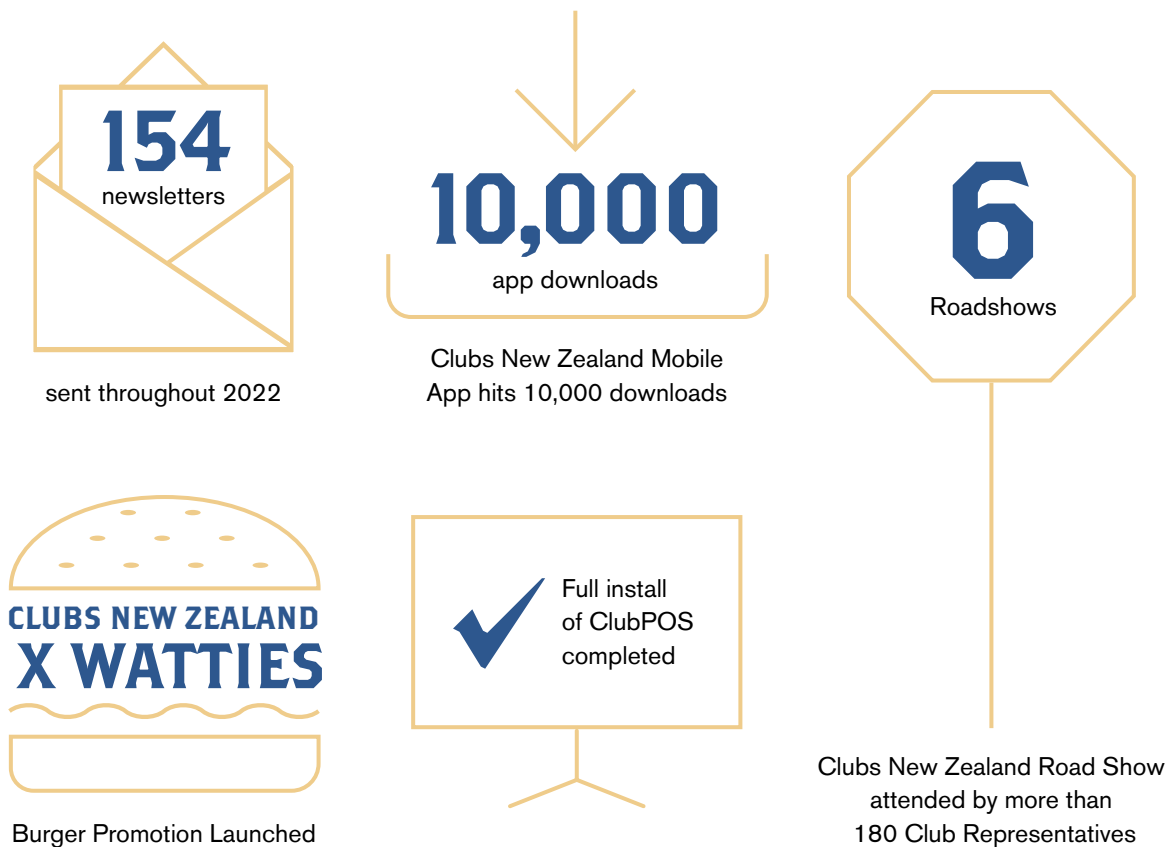 154
newsletters
sent throughout 2022
10,000
app downloads
Clubs New Zealand Mobile
App hits 10,000 downloads
6
Roadshows
CLUBS NEW ZEALAND
X WATTIES
Burger Promotion Launched
Full install
of ClubPOS
completed
Clubs New Zealand Road Show
attended by more than
180 Club Representatives